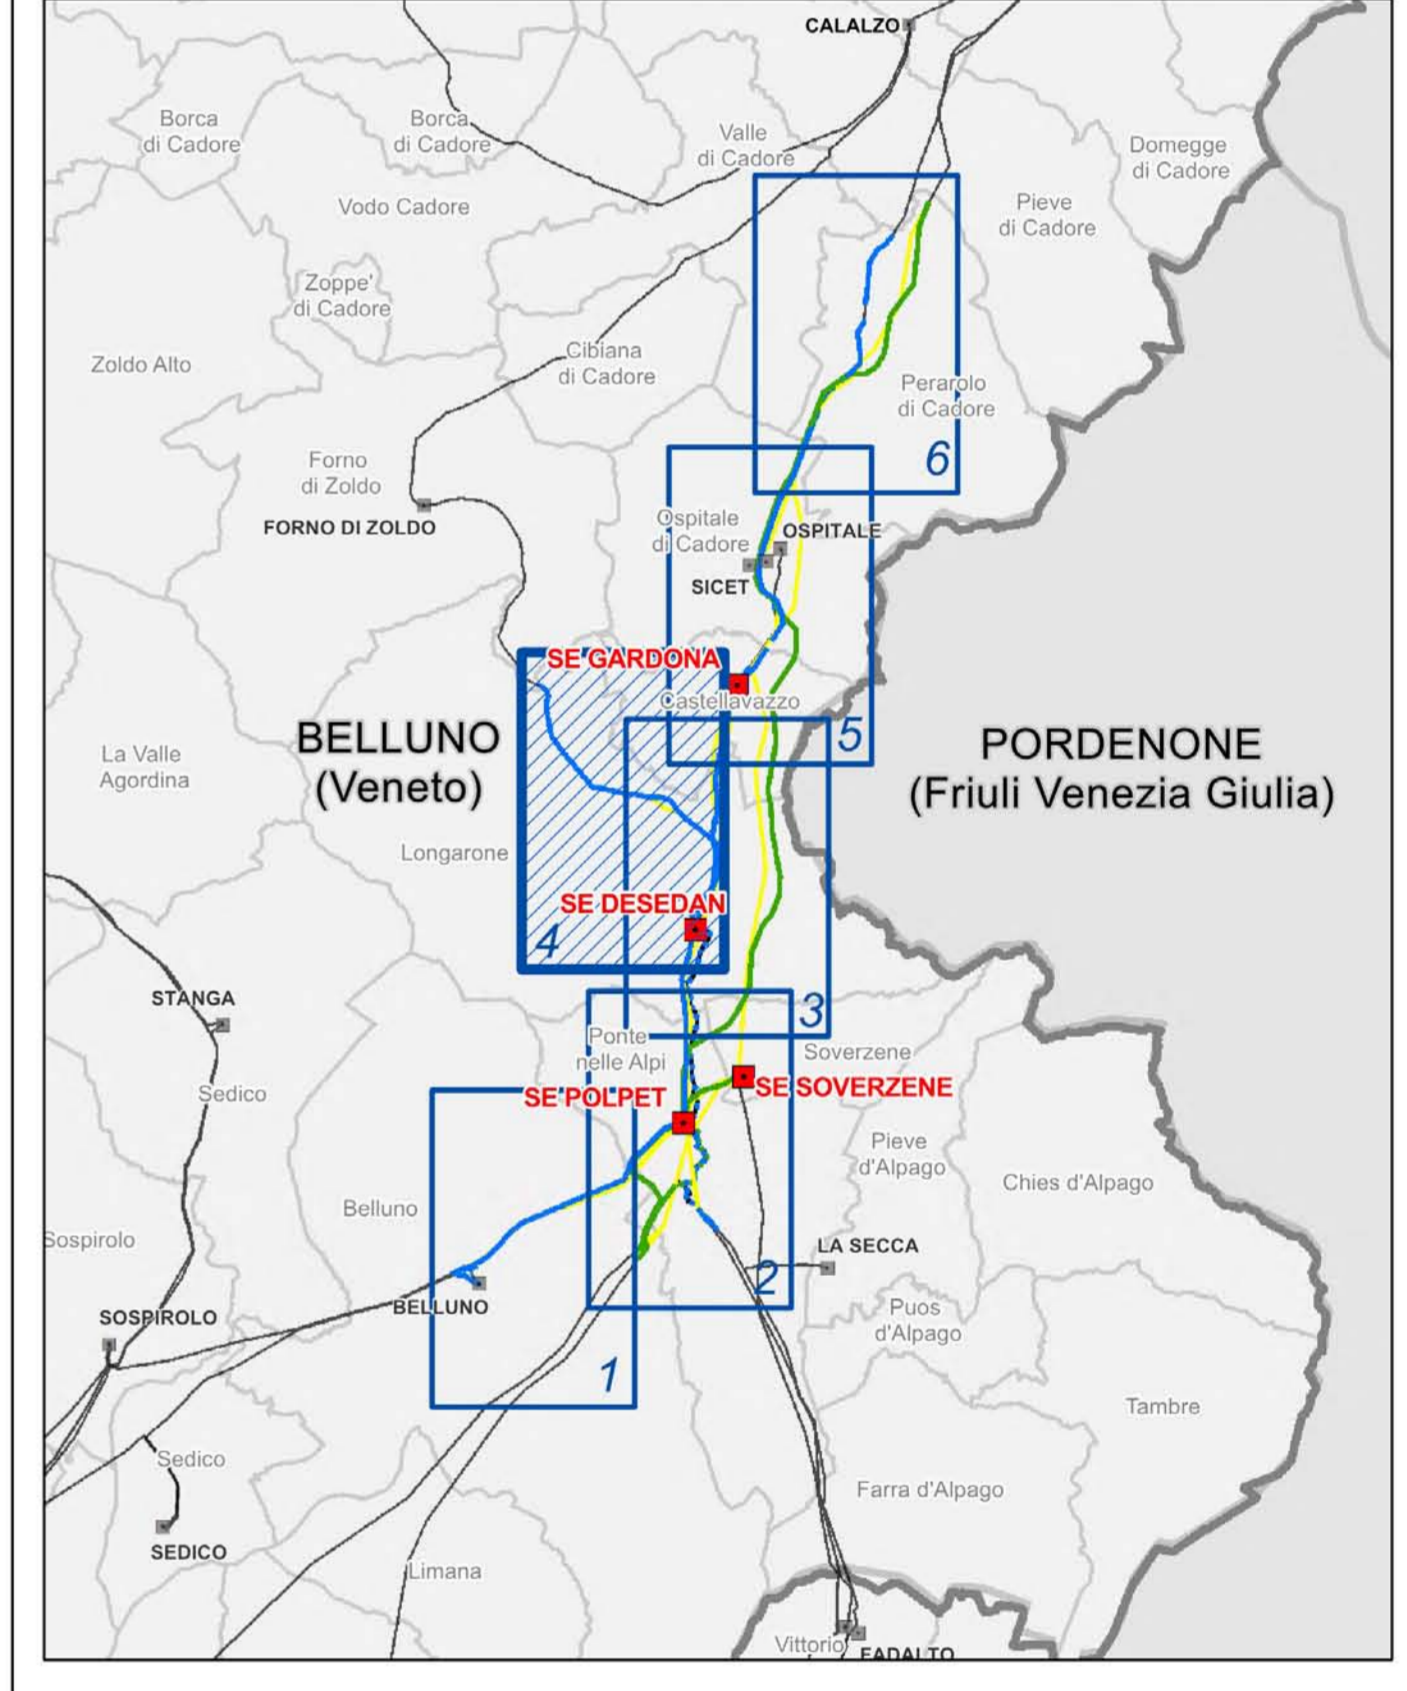 CALALZO
Borca
di Cadore
Borca
di Cadore
Valle
di Cadore
Domegge
di Cadore
Vodo Cadore
Pieve
di Cadore
Zoppe'
di Cadore
Zoldo Alto
Cibiana
di Cadore
Perarolo
di Cadore
6
Forno
di Zoldo
FORNO DI ZOLDO
Ospitale
di Cadore
OSPITALE
SICET
SE GARDONA
Castellavazzo
5
BELLUNO
(Veneto)
PORDENONE
(Friuli Venezia Giulia)
La Valle
Agordina
Longarone
SE DESEDAN
4
STANGA
3
Ponte
nelle Alpi
Soverzene
Sedico
SE POLPET
SE SOVERZENE
Pieve
d'Alpago
Chies d'Alpago
Belluno
Sospirolo
LA SECCA
2
BELLUNO
SOSPIROLO
Puos
d'Alpago
1
Tambre
Sedico
Farra d'Alpago
SEDICO
Limana
Vittorio
FADALTO